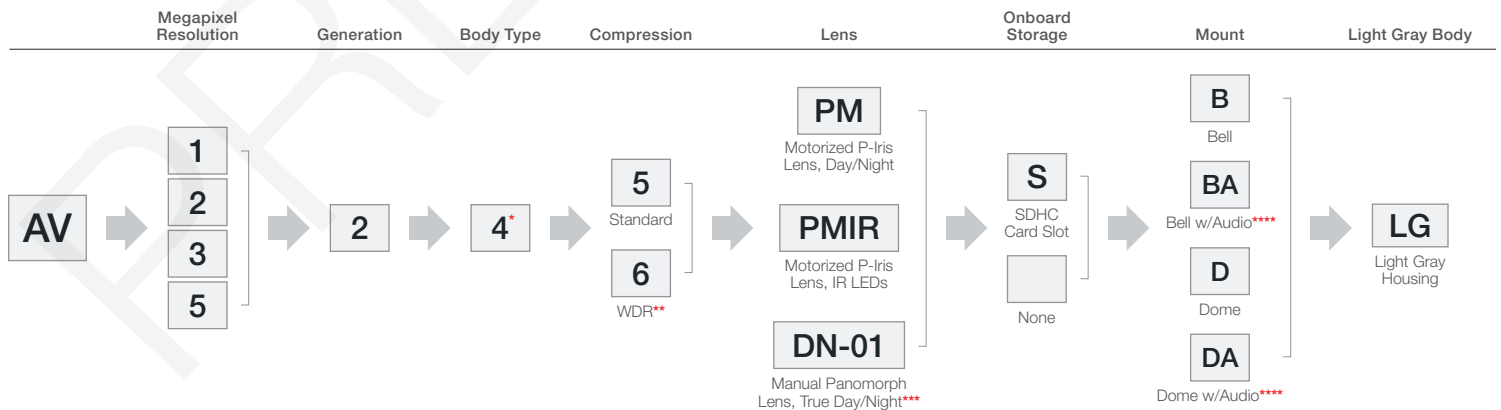 Megapixel
Resolution
Generation
Body Type
Compression
Lens
Onboard
Storage
Mount
Light Gray Body
AV
1
2
3
5
2
4*
5
Standard
6
WDR**
PM
Motorized P-Iris
Lens, Day/Night
PMIR
Motorized P-Iris
Lens, IR LEDs
DN-01
Manual Panomorph
Lens, True Day/Night***
S
SDHC
Card Slot
None
B
Bell
BA
Bell w/Audio****
D
Dome
DA
Dome w/Audio****
LG
Light Gray
Housing